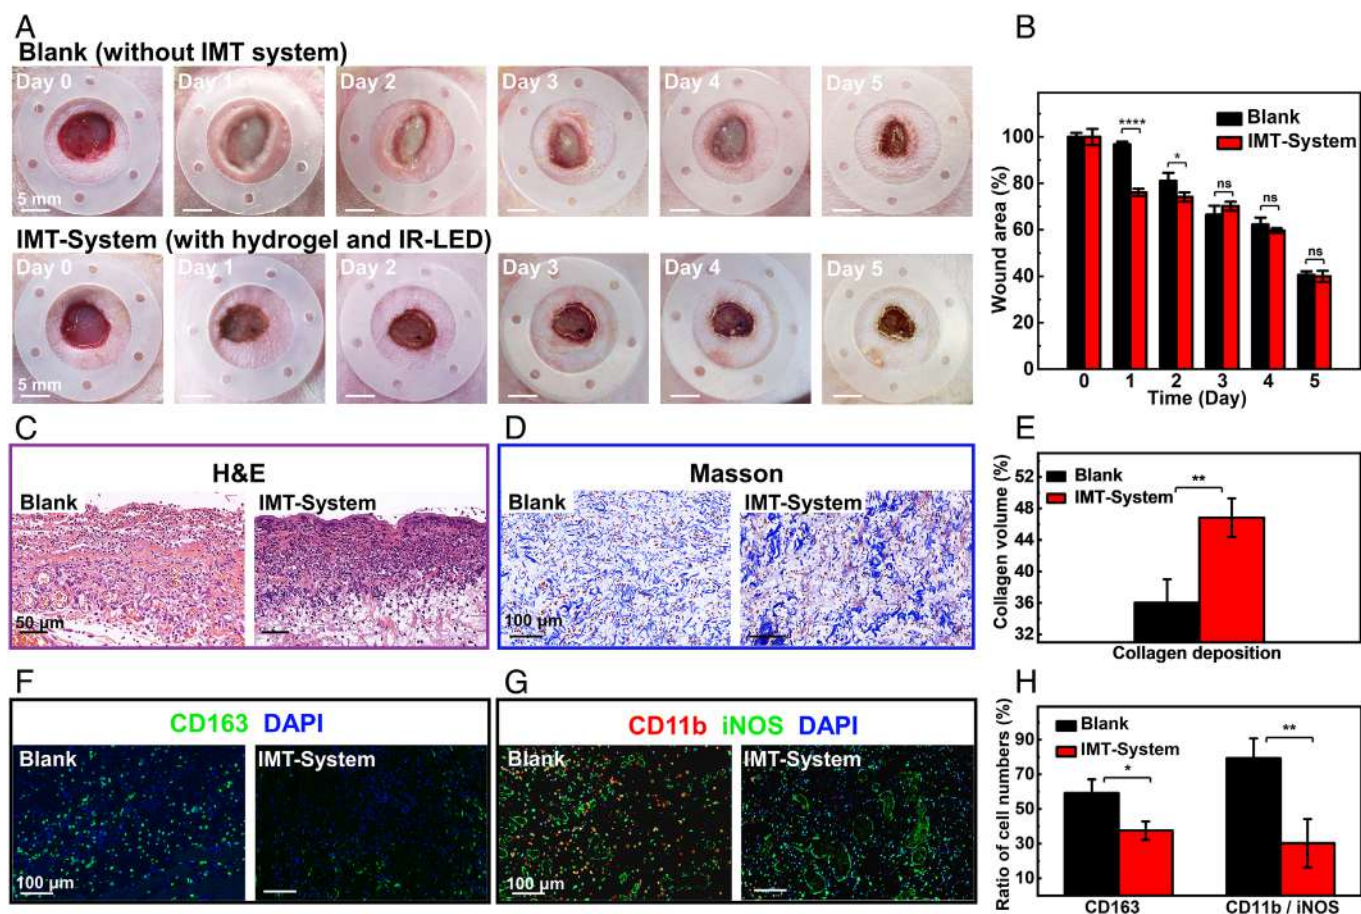 A
Blank (without IMT system)
Day 0 Day 1 Day 2 Day 3 Day 4 Day 5
5 mm
IMT-System (with hydrogel and IR-LED)
Day 0 Day 1 Day 2 Day 3 Day 4 Day 5
5 mm
B
Wound area (%)
100
80
60
40
20
0
Blank
IMT-System
****
*
ns
ns
ns
0 1 2 3 4 5
Time (Day)
C
H&E
Blank IMT-System
50 μm
D
Masson
Blank IMT-System
100 μm
E
Collagen volume (%)
52
48
44
40
36
32
Blank
IMT-System
**
Collagen deposition
F
CD163 DAPI
Blank IMT-System
100 μm
G
CD11b iNOS DAPI
Blank IMT-System
100 μm
H
Ratio of cell numbers (%)
90
70
50
30
10
Blank
IMT-System
*
**
CD163 CD11b / iNOS